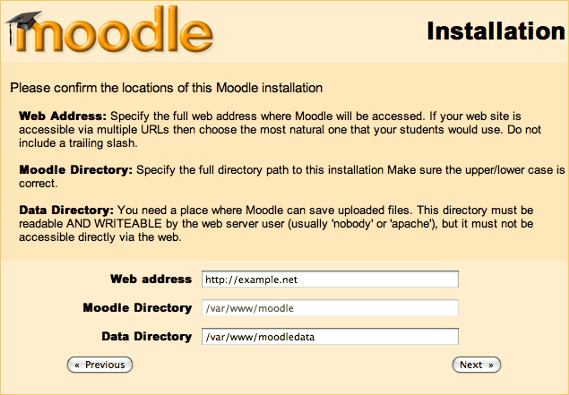 moodle
Installation
Please confirm the locations of this Moodle installation
Web Address: Specify the full web address where Moodle will be accessed. If your web site is
accessible via multiple URLs then choose the most natural one that your students would use. Do not
include a trailing slash.
Moodle Directory: Specify the full directory path to this installation Make sure the upper/lower case is
correct.
Data Directory: You need a place where Moodle can save uploaded files. This directory must be
readable AND WRITEABLE by the web server user (usually 'nobody' or 'apache'), but it must not be
accessible directly via the web.
Web address http://example.net
Moodle Directory /var/www/moodle
Data Directory /var/www/moodledata
« Previous Next »